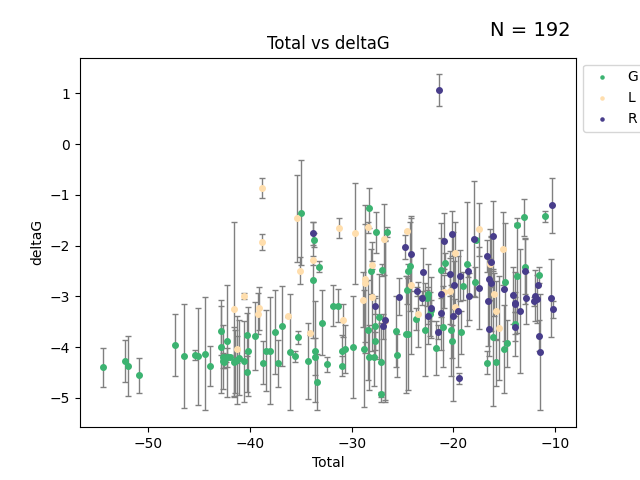 N = 192
Total vs deltaG
G
L
R
deltaG
1
0
−1
−2
−3
−4
−5
−50 −40 −30 −20 −10
Total